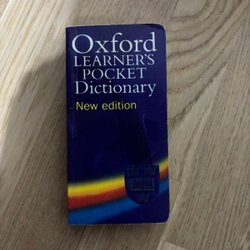 Oxford
LEARNER'S
POCKET
Dictionary
New edition